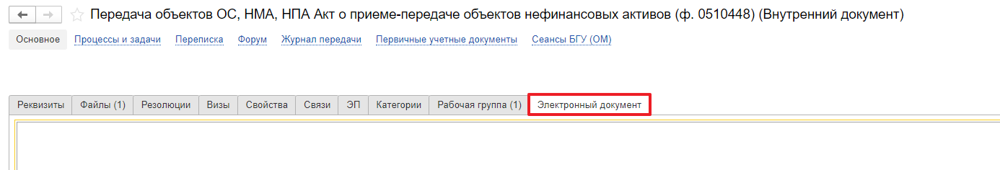 Передача объектов ОС, НМА, НПА Акт о приеме-передаче объектов нефинансовых активов (ф. 0510448) (Внутренний документ)
Основное Процессы и задачи Переписка Форум Журнал передачи Первичные учетные документы Сеансы БГУ (ОМ)
Реквизиты Файлы (1) Резолюции Визы Свойства Связи ЭП Категории Рабочая группа (1) Электронный документ